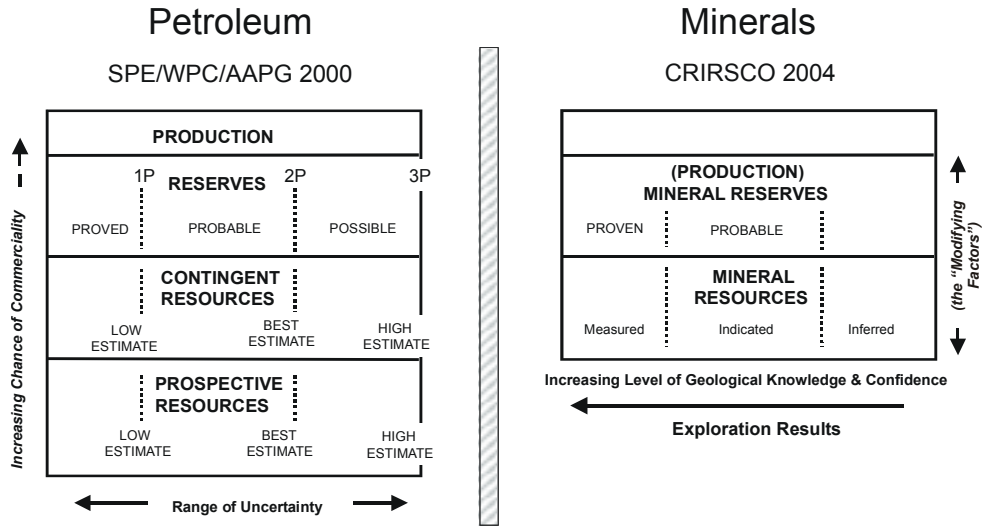 Petroleum
SPE/WPC/AAPG 2000
Increasing Chance of Commerciality
PRODUCTION
1P
RESERVES
2P
3P
PROVED
PROBABLE
POSSIBLE
CONTINGENT
RESOURCES
LOW
ESTIMATE
BEST
ESTIMATE
HIGH
ESTIMATE
PROSPECTIVE
RESOURCES
LOW
ESTIMATE
BEST
ESTIMATE
HIGH
ESTIMATE
Range of Uncertainty
Minerals
CRIRSCO 2004
(PRODUCTION)
MINERAL RESERVES
PROVEN
PROBABLE
MINERAL
RESOURCES
Measured
Indicated
Inferred
(the “Modifying
Factors”)
Increasing Level of Geological Knowledge & Confidence
Exploration Results